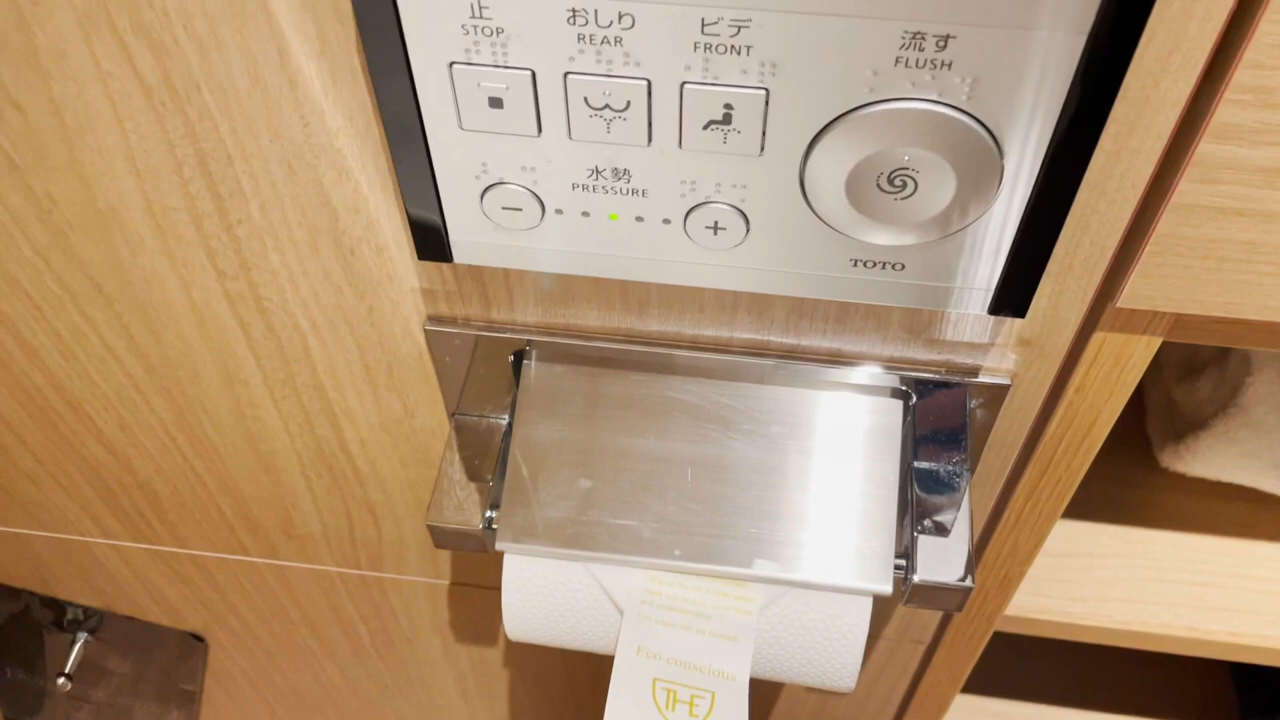 止
STOP
おしり
REAR
ビデ
FRONT
流す
FLUSH
水勢
PRESSURE
−
+
TOTO
Eco conscious
THE